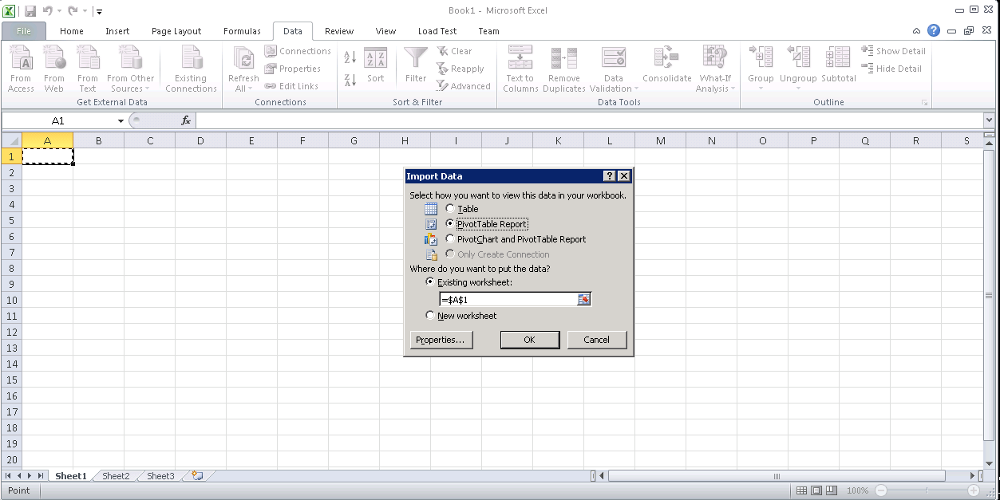 Book1 - Microsoft Excel
File Home Insert Page Layout Formulas Data Review View Load Test Team
From Access
From Web
From Text
From Other Sources
Existing Connections
Get External Data
Refresh All
Connections
Properties
Edit Links
Connections
A Z
Z A
A Z Z A
Sort
Filter
Clear
Reapply
Advanced
Sort & Filter
Text to Columns
Remove Duplicates
Data Validation
Consolidate
What-If Analysis
Data Tools
Group
Ungroup
Subtotal
Show Detail
Hide Detail
Outline
A1 fx
A B C D E F G H I J K L M N O P Q R S
1
2
3
4
5
6
7
8
9
10
11
12
13
14
15
16
17
18
19
20
Import Data ?
Select how you want to view this data in your workbook.
Table
PivotTable Report
PivotChart and PivotTable Report
Only Create Connection
Where do you want to put the data?
Existing worksheet:
=$A$1
New worksheet
Properties... OK Cancel
Sheet1 Sheet2 Sheet3
Point 100%